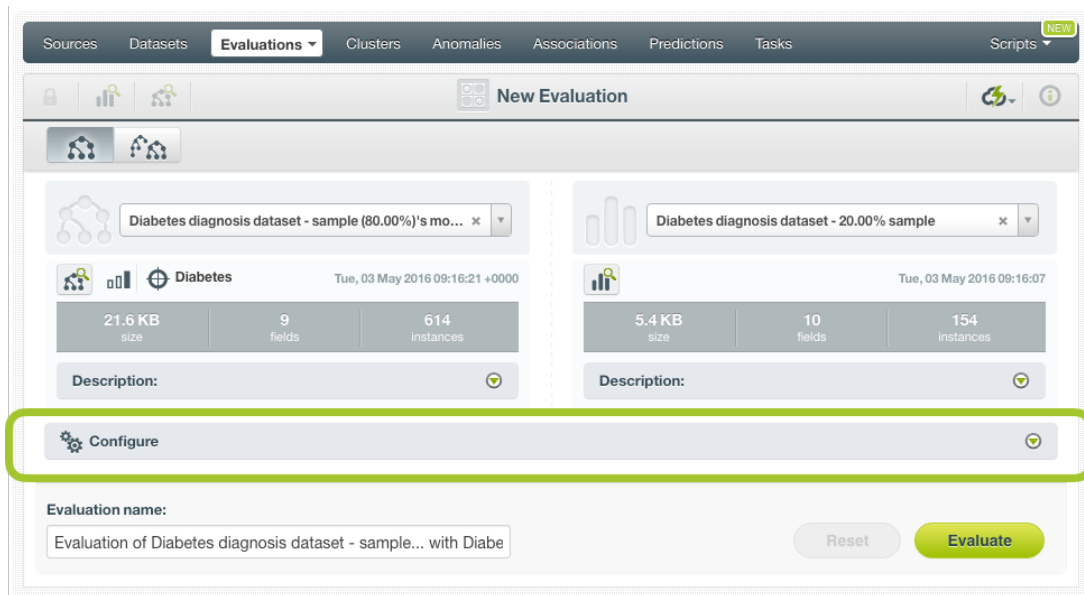 Sources Datasets Evaluations Clusters Anomalies Associations Predictions Tasks Scripts NEW
New Evaluation
Diabetes diagnosis dataset - sample (80.00%)'s mo...
Diabetes diagnosis dataset - 20.00% sample
Diabetes Tue, 03 May 2016 09:16:21 +0000
Tue, 03 May 2016 09:16:07
21.6 KB 9 614
size fields instances
5.4 KB 10 154
size fields instances
Description:
Description:
Configure
Evaluation name:
Evaluation of Diabetes diagnosis dataset - sample... with Diabe
Reset Evaluate